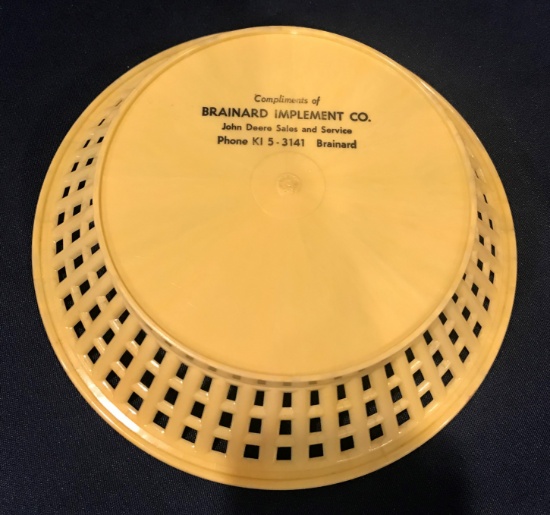 Compliments of
BRAINARD IMPLEMENT CO.
John Deere Sales and Service
Phone KI 5-3141 Brainard